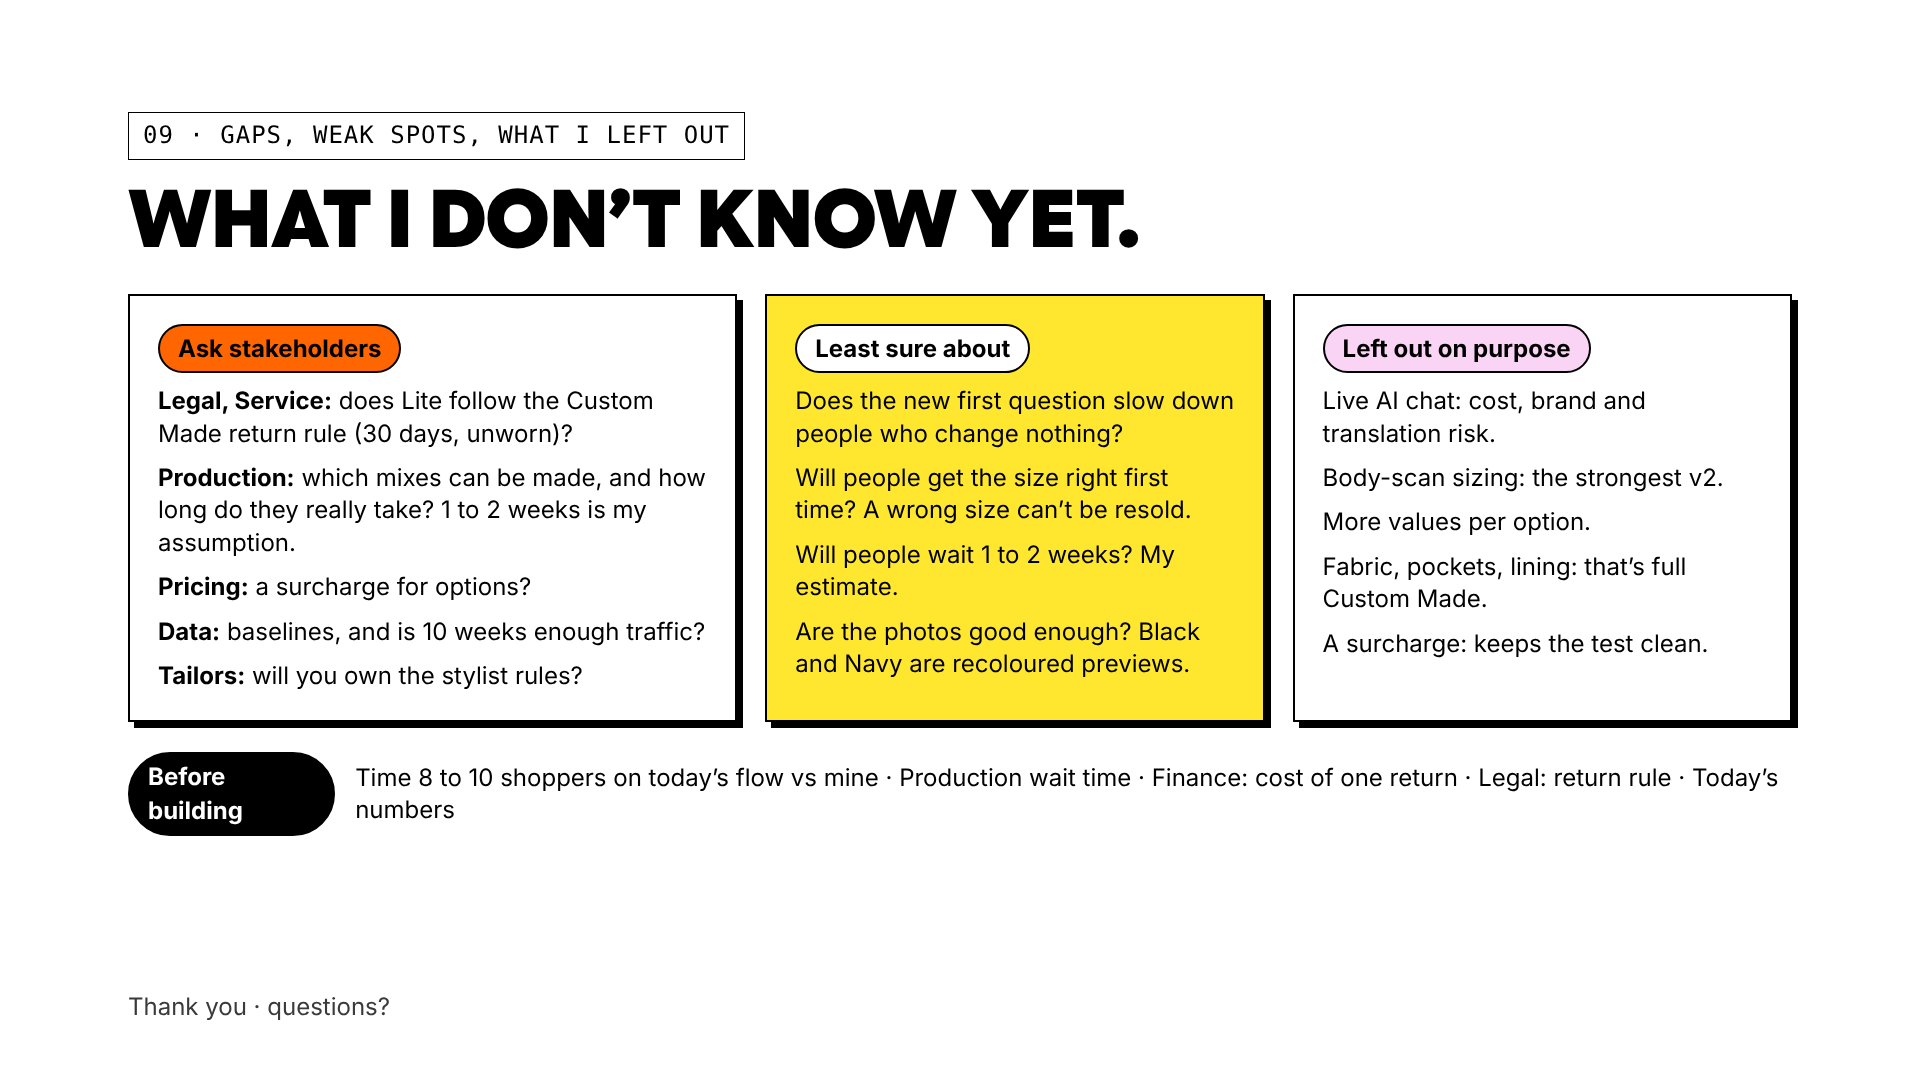 09 · GAPS, WEAK SPOTS, WHAT I LEFT OUT
WHAT I DON’T KNOW YET.
Ask stakeholders
Legal, Service: does Lite follow the Custom
Made return rule (30 days, unworn)?
Production: which mixes can be made, and how
long do they really take? 1 to 2 weeks is my
assumption.
Pricing: a surcharge for options?
Data: baselines, and is 10 weeks enough traffic?
Tailors: will you own the stylist rules?
Least sure about
Does the new first question slow down
people who change nothing?
Will people get the size right first
time? A wrong size can’t be resold.
Will people wait 1 to 2 weeks? My
estimate.
Are the photos good enough? Black
and Navy are recoloured previews.
Left out on purpose
Live AI chat: cost, brand and
translation risk.
Body-scan sizing: the strongest v2.
More values per option.
Fabric, pockets, lining: that’s full
Custom Made.
A surcharge: keeps the test clean.
Before
building
Time 8 to 10 shoppers on today’s flow vs mine · Production wait time · Finance: cost of one return · Legal: return rule · Today’s
numbers
Thank you · questions?